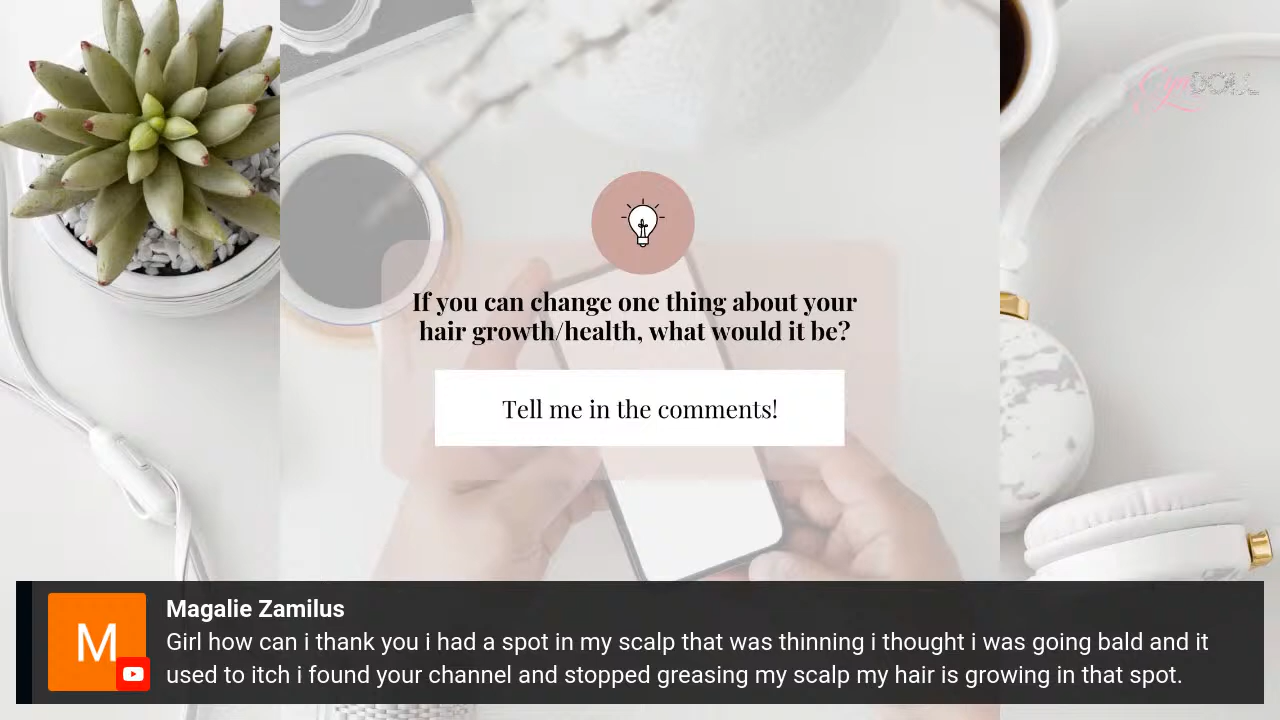 CynDOLL
If you can change one thing about your
hair growth/health, what would it be?
Tell me in the comments!
M
Magalie Zamilus
Girl how can i thank you i had a spot in my scalp that was thinning i thought i was going bald and it
used to itch i found your channel and stopped greasing my scalp my hair is growing in that spot.